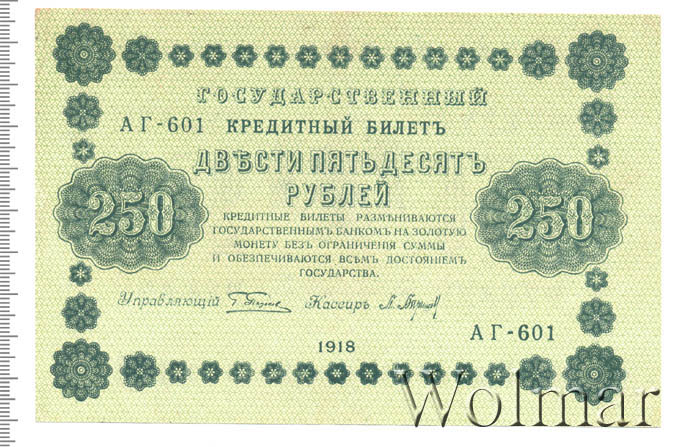 ГОСУДАРСТВЕННЫЙ
АГ-601 КРЕДИТНЫЙ БИЛЕТЪ
ДВѢСТИ ПЯТЬДЕСЯТЪ
РУБЛЕЙ
250 250
КРЕДИТНЫЕ БИЛЕТЫ РАЗМѢНИВАЮТСЯ
ГОСУДАРСТВЕННЫМЪ БАНКОМЪ НА ЗОЛОТУЮ
МОНЕТУ БЕЗЪ ОГРАНИЧЕНІЯ СУММЫ
И ОБЕЗПЕЧИВАЮТСЯ ВСѢМЪ ДОСТОЯНІЕМЪ
ГОСУДАРСТВА.
Управляющій Кассиръ
АГ-601
1918
Wolmar